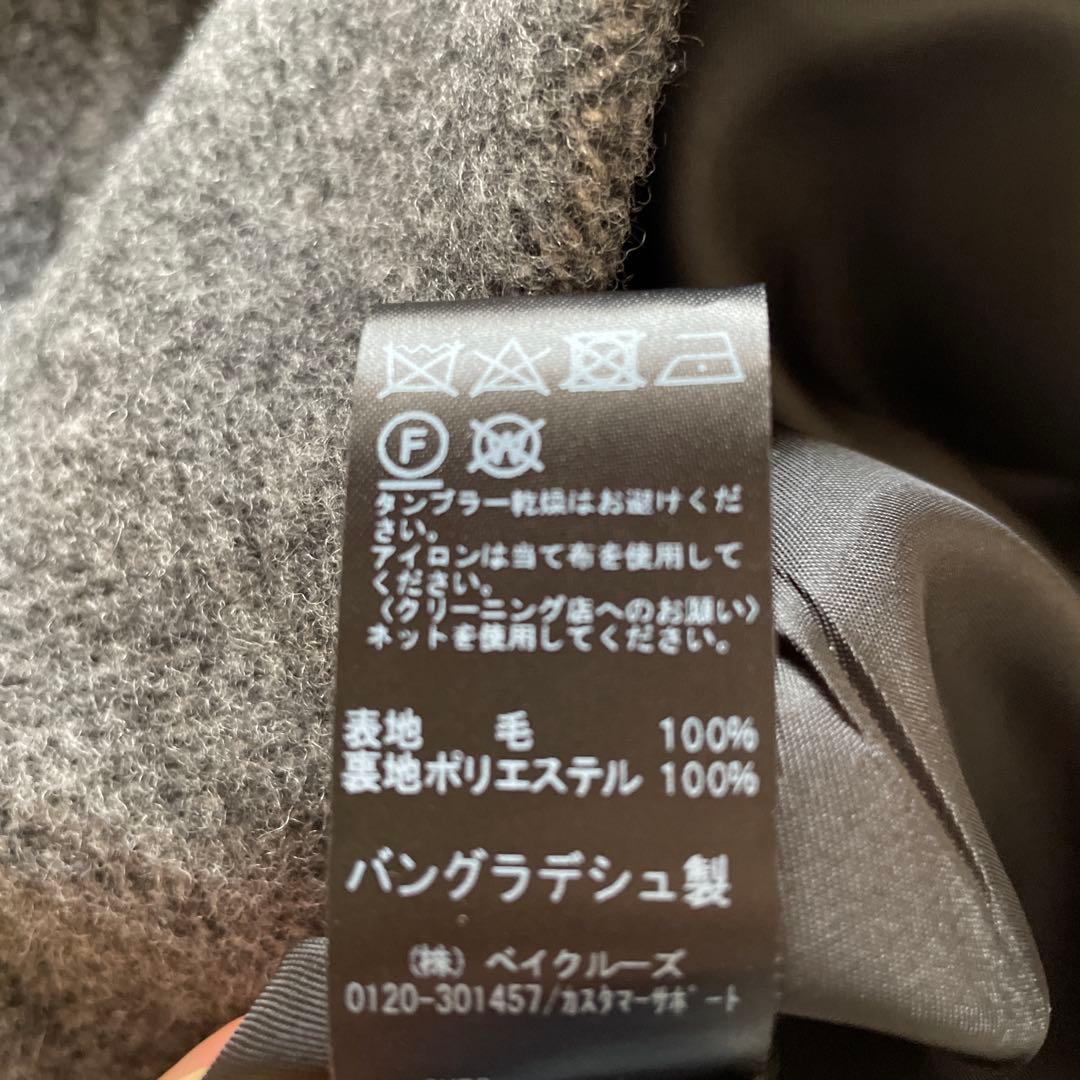 F W
タンブラー乾燥はお避けくだ
さい。
アイロンは当て布を使用して
ください。
〈クリーニング店へのお願い〉
ネットを使用してください。
表地 毛 100%
裏地ポリエステル 100%
バングラデシュ製
(株) ベイクルーズ
0120-301457/カスタマーサポート